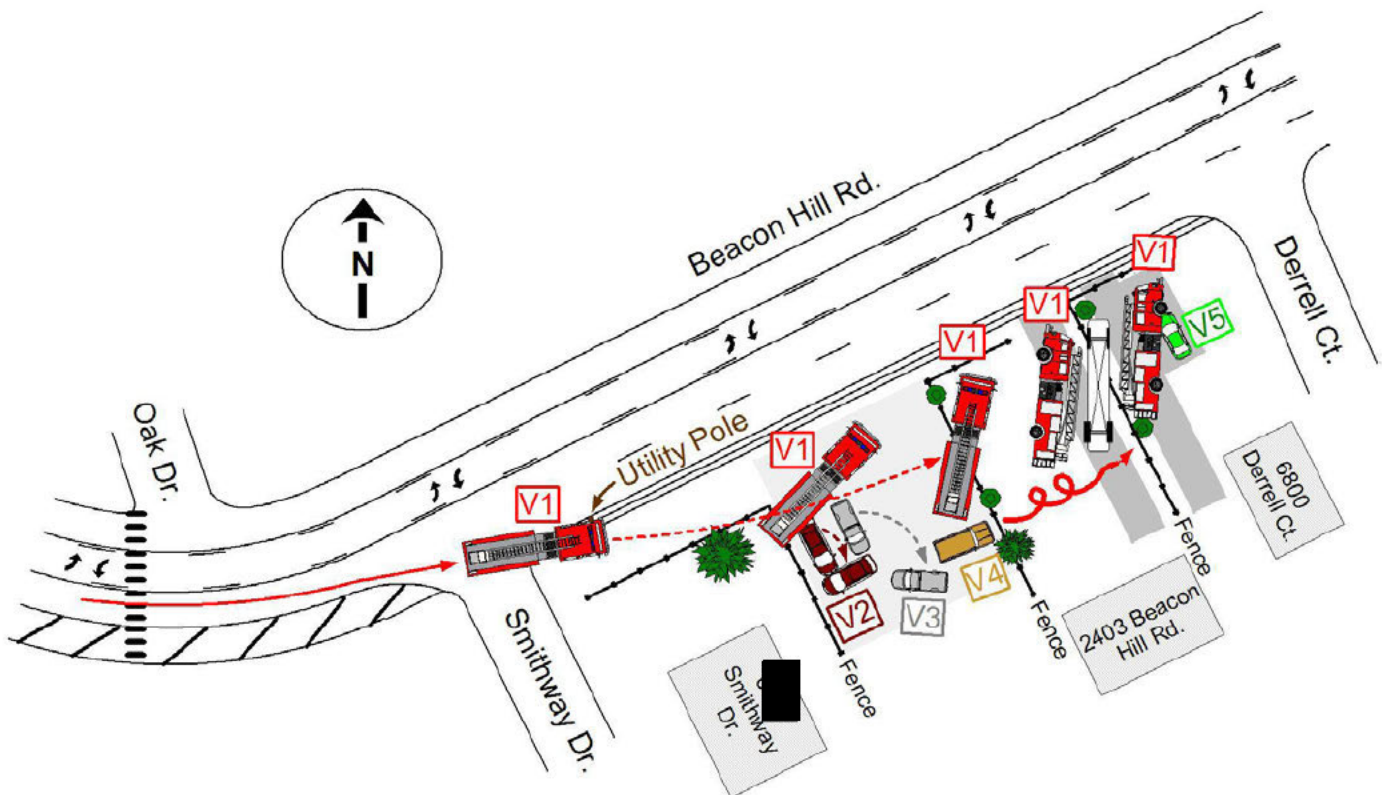 N
Beacon Hill Rd.
Oak Dr.
Smithway Dr.
Derrell Ct.
Utility Pole
V1
V1
V1
V1
V1
V2
V3
V4
V5
Fence
Fence
Fence
Smithway
Dr.
2403 Beacon
Hill Rd.
6800
Derrell Ct.